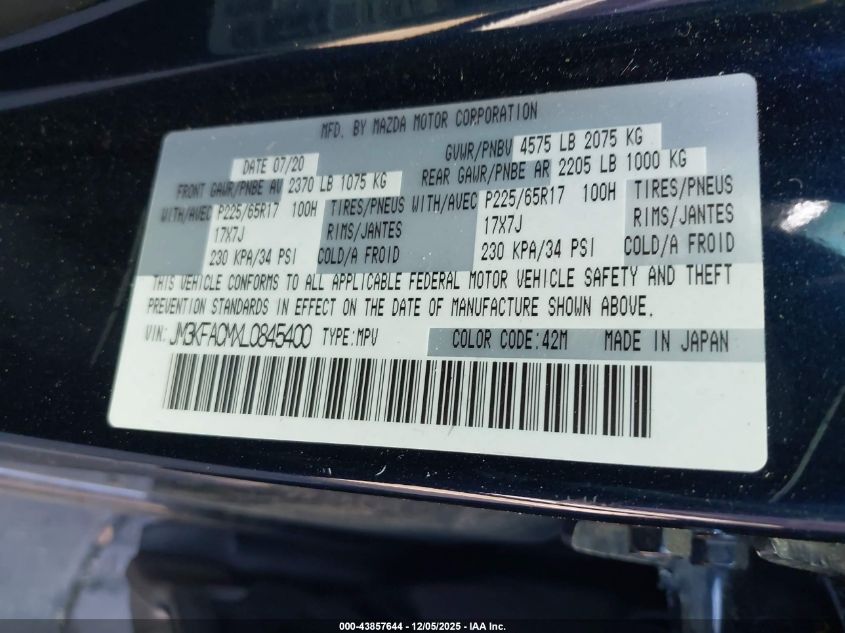 MFD. BY MAZDA MOTOR CORPORATION
DATE 07/20 GVWR/PNBV 4575 LB 2075 KG
FRONT GAWR/PNBE AV 2370 LB 1075 KG REAR GAWR/PNBE AR 2205 LB 1000 KG
WITH/AVEC P225/65R17 100H TIRES/PNEUS WITH/AVEC P225/65R17 100H TIRES/PNEUS
17X7J RIMS/JANTES 17X7J RIMS/JANTES
230 KPA/34 PSI COLD/A FROID 230 KPA/34 PSI COLD/A FROID
THIS VEHICLE CONFORMS TO ALL APPLICABLE FEDERAL MOTOR VEHICLE SAFETY AND THEFT
PREVENTION STANDARDS IN EFFECT ON THE DATE OF MANUFACTURE SHOWN ABOVE.
VIN: JM3KFACMXL0845400 TYPE:MPV COLOR CODE:42M MADE IN JAPAN
000-43857644 - 12/05/2025 - IAA Inc.